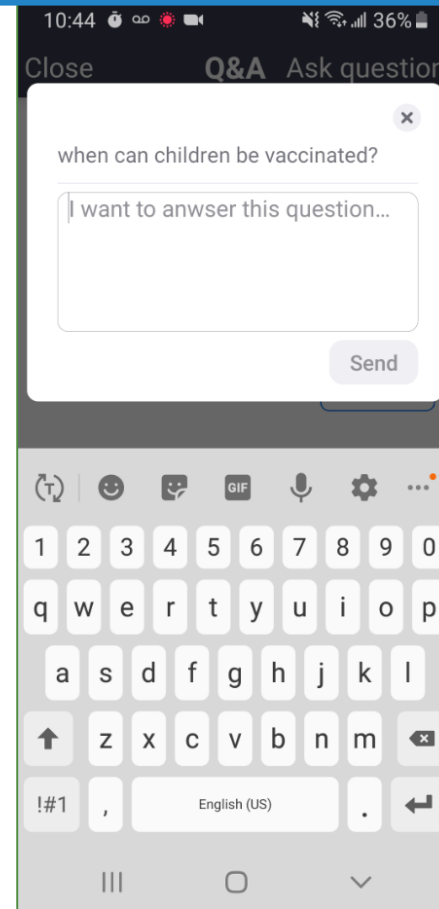 10:44 36%
Close Q&A Ask question
when can children be vaccinated?
I want to anwser this question...
Send
GIF
1 2 3 4 5 6 7 8 9 0
q w e r t y u i o p
a s d f g h j k l
z x c v b n m
!#1 , English (US) .